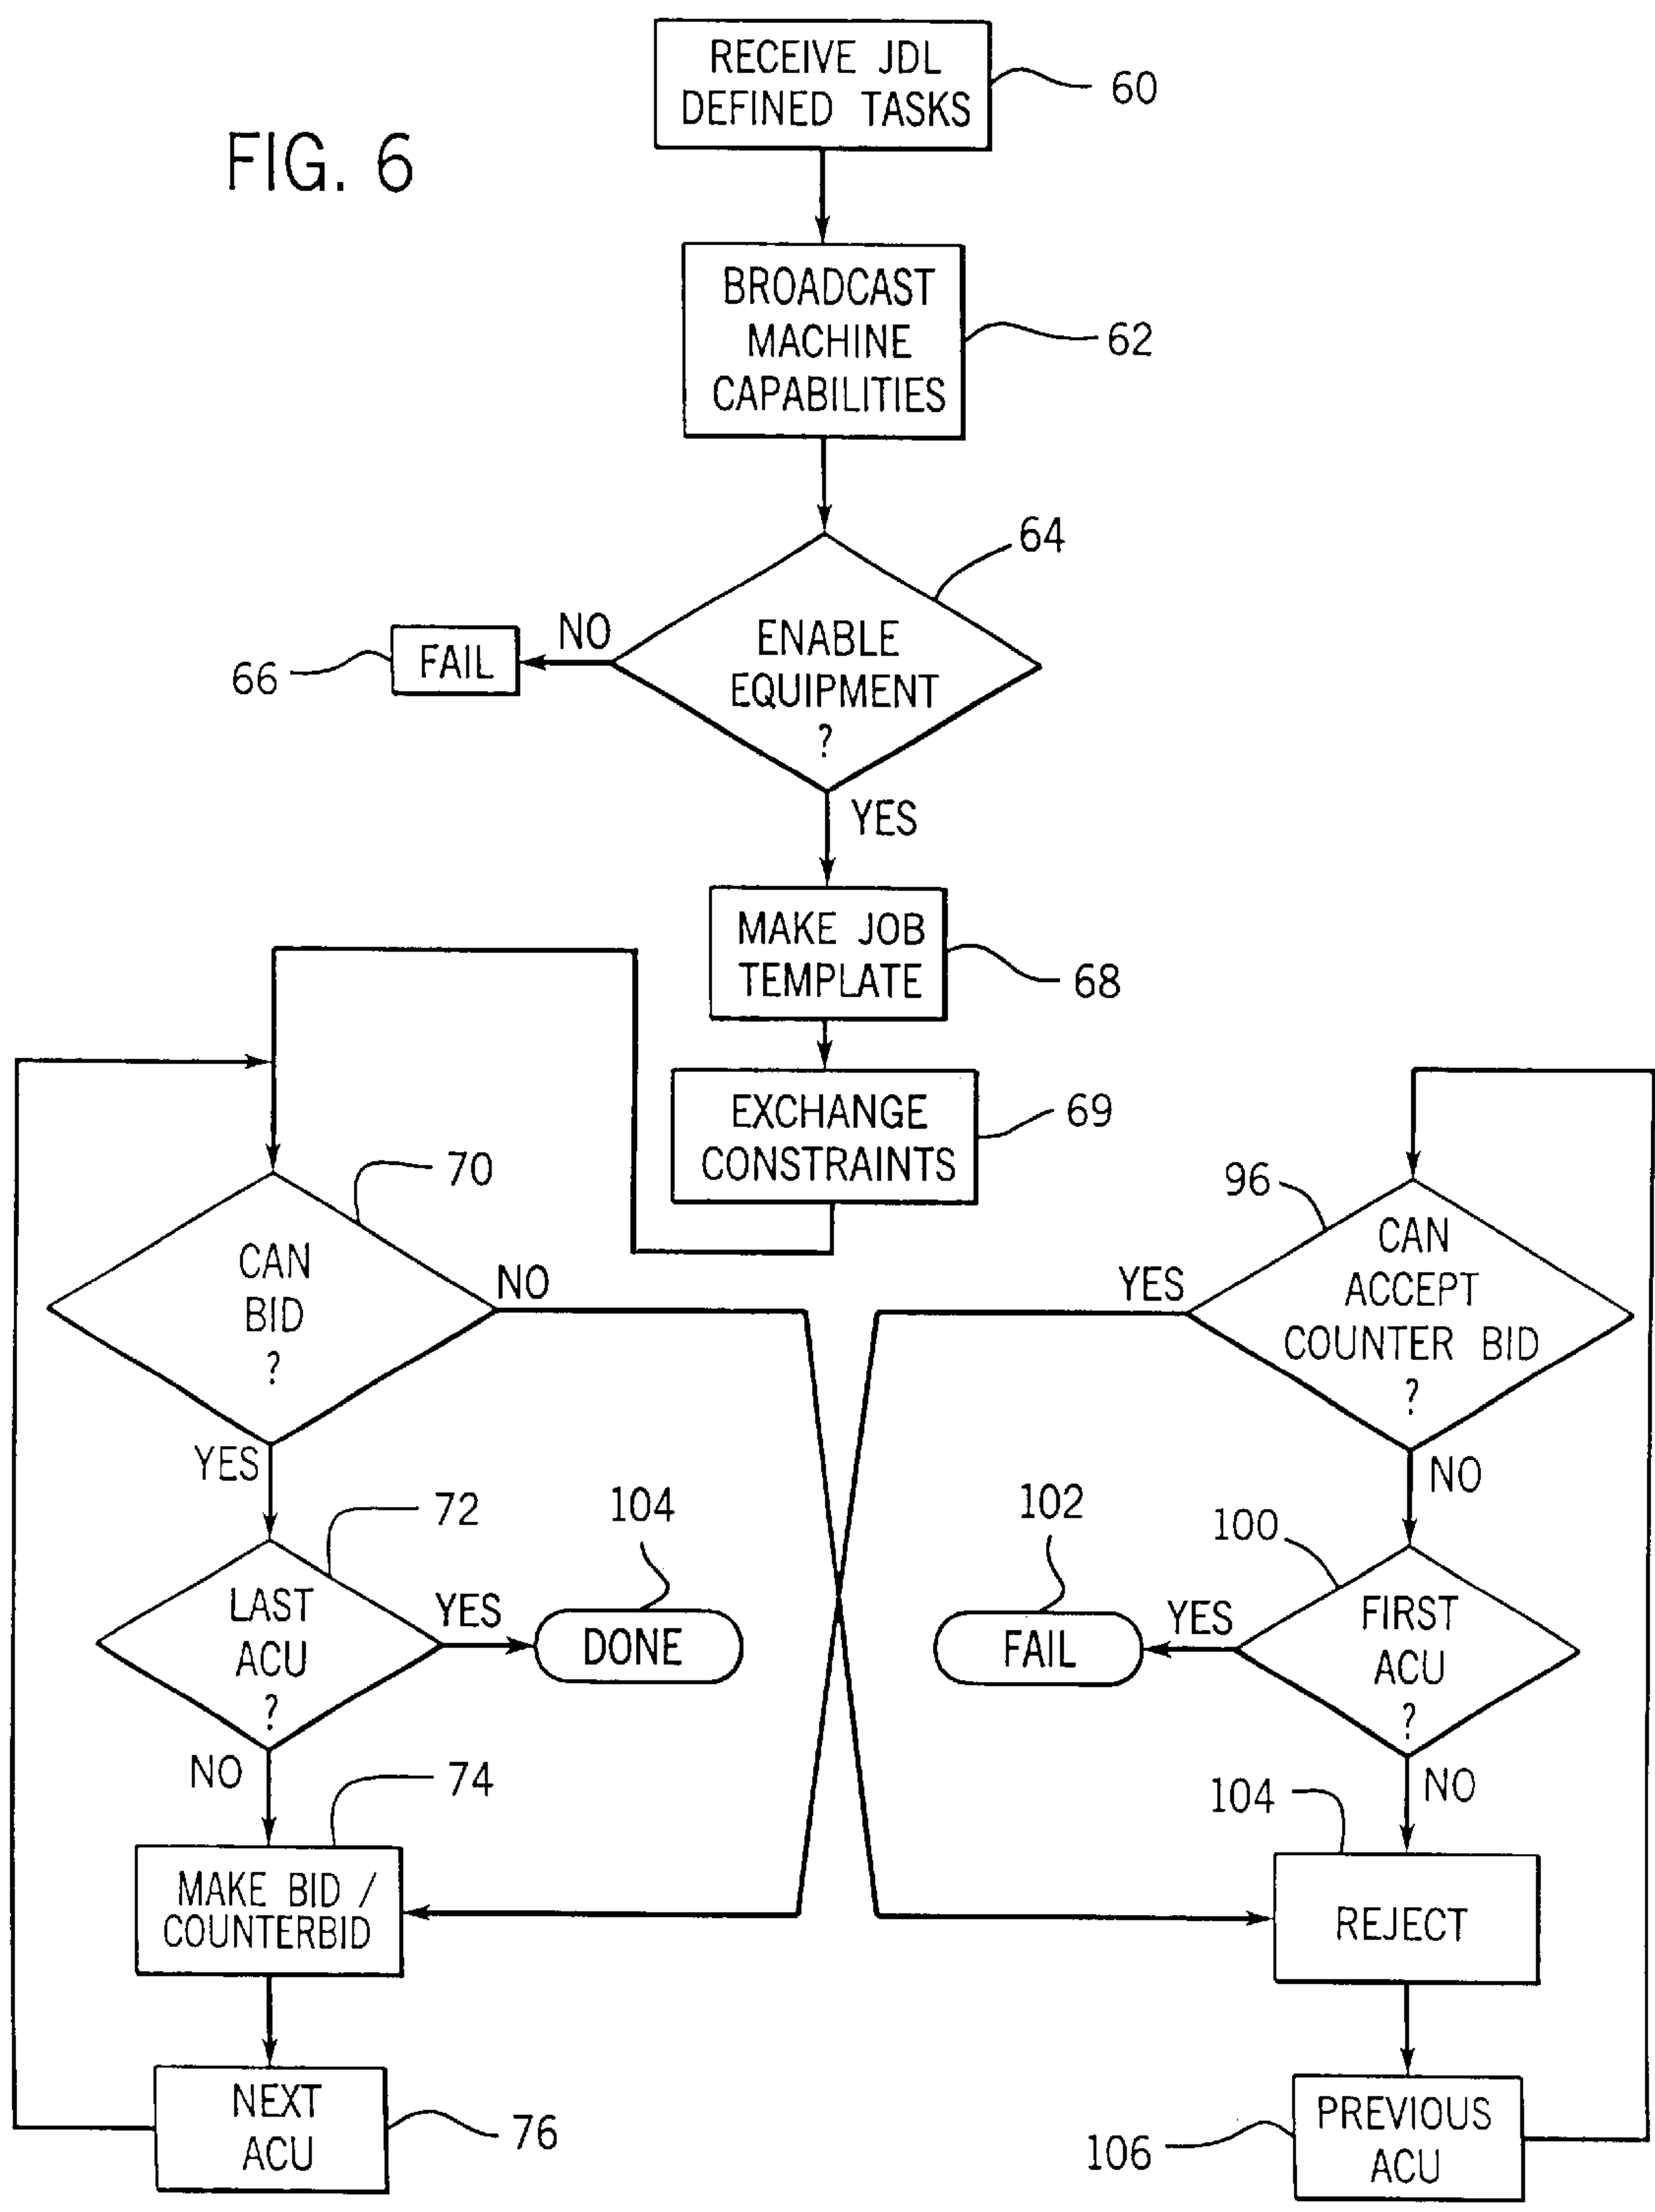 FIG. 6
RECEIVE JDL
DEFINED TASKS
60
BROADCAST
MACHINE
CAPABILITIES
62
64
ENABLE
EQUIPMENT
?
NO
FAIL
66
YES
MAKE JOB
TEMPLATE
68
EXCHANGE
CONSTRAINTS
69
70
CAN
BID
?
NO
YES
72
LAST
ACU
?
YES
104
DONE
NO
74
MAKE BID /
COUNTERBID
NEXT
ACU
76
96
CAN
ACCEPT
COUNTER BID
?
YES
NO
100
FIRST
ACU
?
YES
102
FAIL
NO
104
REJECT
PREVIOUS
ACU
106